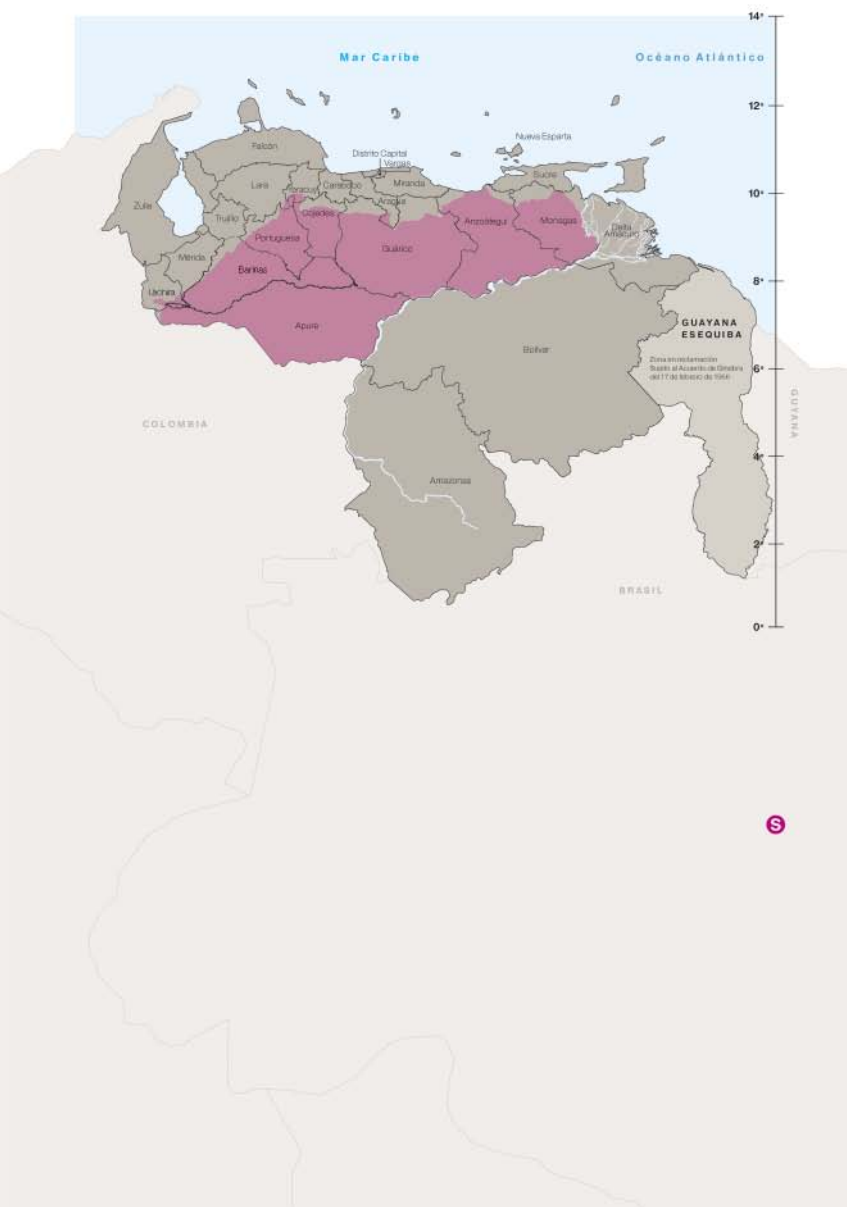 14°
Mar Caribe
Océano Atlántico
12°
Nueva Esparta
Falcón
Distrito Capital
Vargas
Sucre
Lara
Yaracuy
Carabobo
Miranda
10°
Aragua
Zulia
Trujillo
Cojedes
Anzoátegui
Monagas
Delta
Amacuro
Portuguesa
Guárico
Mérida
Barinas
8°
Táchira
Apure
GUAYANA
ESEQUIBA
Bolívar
Zona en reclamación
Sujeto al Acuerdo de Ginebra
del 17 de febrero de 1966
6°
GUYANA
COLOMBIA
4°
Amazonas
2°
BRASIL
0°
S